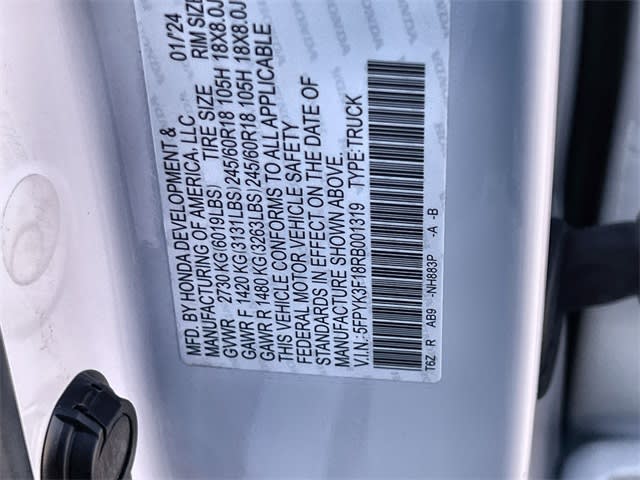 MFD. BY HONDA DEVELOPMENT & 01/24
MANUFACTURING OF AMERICA, LLC
TIRE SIZE RIM SIZE
GVWR 2730 KG(6019LBS)
GAWR F 1420 KG(3131LBS) 245/60R18 105H 18X8.0J
GAWR R 1480 KG(3263LBS) 245/60R18 105H 18X8.0J
THIS VEHICLE CONFORMS TO ALL APPLICABLE
FEDERAL MOTOR VEHICLE SAFETY
STANDARDS IN EFFECT ON THE DATE OF
MANUFACTURE SHOWN ABOVE.
V.I.N.: 5FPYK3F18RB001319 TYPE: TRUCK
T6Z R AB9 -NH883P -A -B